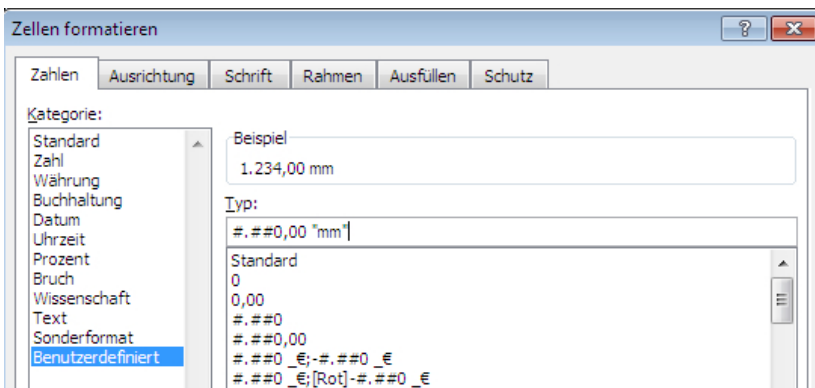 Zellen formatieren
Zahlen Ausrichtung Schrift Rahmen Ausfüllen Schutz
Kategorie:
Standard
Zahl
Währung
Buchhaltung
Datum
Uhrzeit
Prozent
Bruch
Wissenschaft
Text
Sonderformat
Benutzerdefiniert
Beispiel
1.234,00 mm
Typ:
#.##0,00 "mm"
Standard
0
0,00
#.##0
#.##0,00
#.##0 _€;-#.##0 _€
#.##0 _€;[Rot]-#.##0 _€